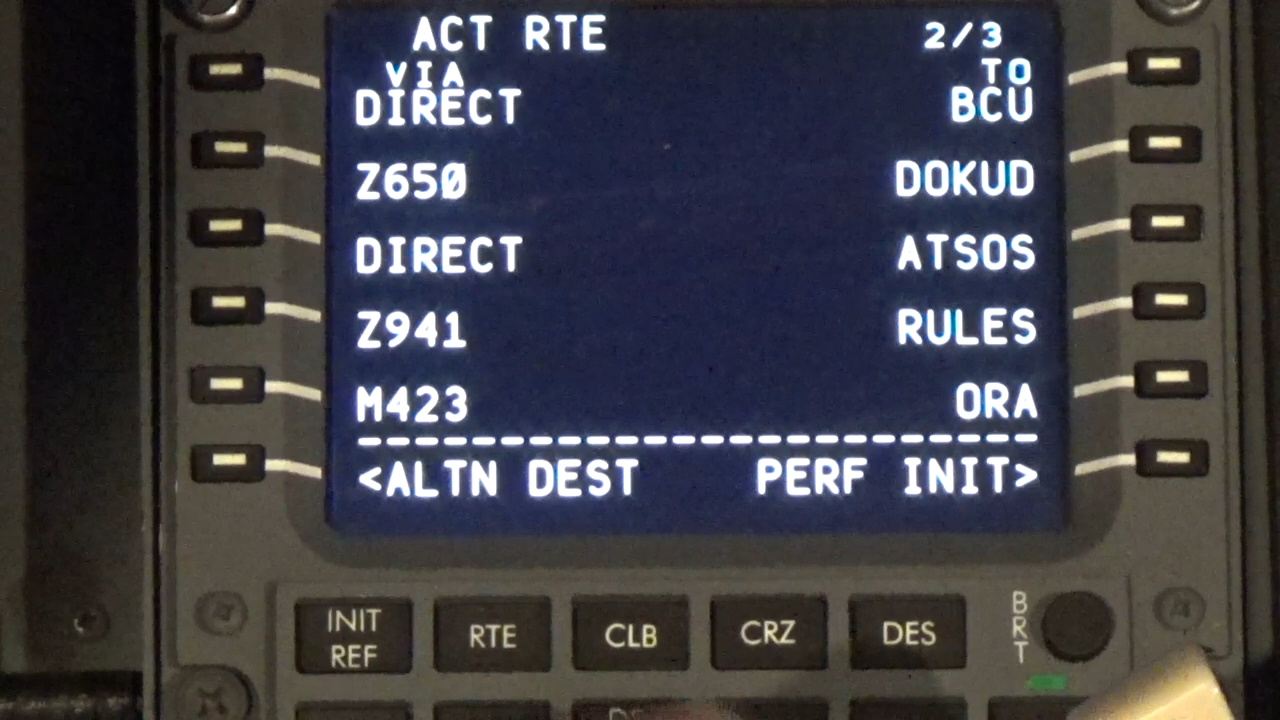 ACT RTE 2/3
VIA TO
DIRECT BCU
Z650 DOKUD
DIRECT ATSOS
Z941 RULES
M423 ORA
------------------------
<ALTN DEST PERF INIT>
INIT REF RTE CLB CRZ DES BRT